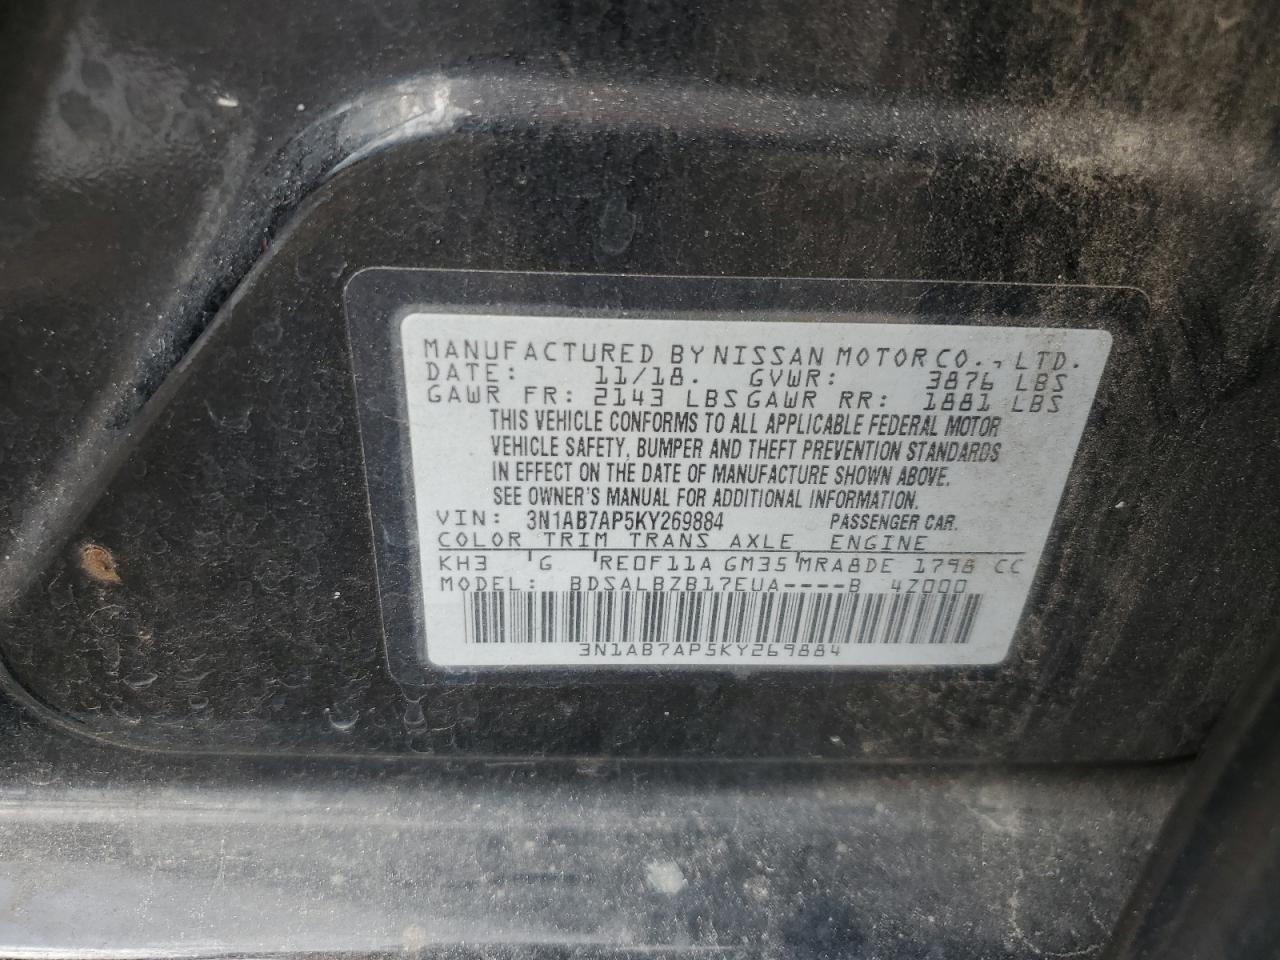 MANUFACTURED BY NISSAN MOTOR CO., LTD.
DATE: 11/18. GVWR: 3876 LBS
GAWR FR: 2143 LBS GAWR RR: 1881 LBS
THIS VEHICLE CONFORMS TO ALL APPLICABLE FEDERAL MOTOR
VEHICLE SAFETY, BUMPER AND THEFT PREVENTION STANDARDS
IN EFFECT ON THE DATE OF MANUFACTURE SHOWN ABOVE.
SEE OWNER'S MANUAL FOR ADDITIONAL INFORMATION.
VIN: 3N1AB7AP5KY269884 PASSENGER CAR.
COLOR TRIM TRANS AXLE ENGINE
KH3 G RE0F11A GM35 MRA8DE 1798 CC
MODEL: BDSALBZB17EUA----B 4Z000
3N1AB7AP5KY269884